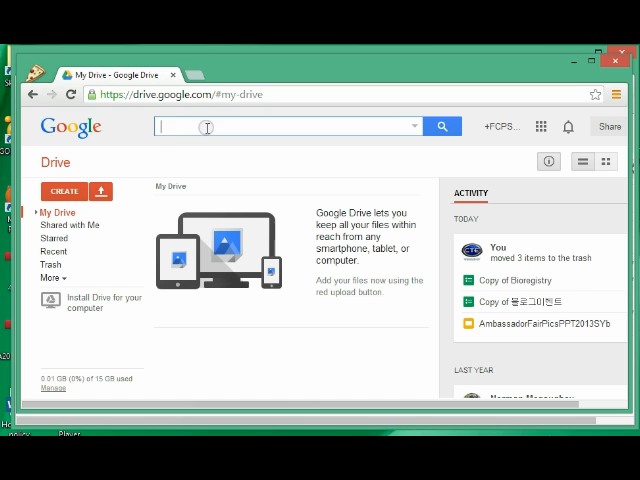 My Drive - Google Drive
https://drive.google.com/#my-drive
Google
+FCPS...
Share
Drive
CREATE
My Drive
Shared with Me
Starred
Recent
Trash
More
Install Drive for your
computer
0.01 GB (0%) of 15 GB used
Manage
My Drive
Google Drive lets you
keep all your files within
reach from any
smartphone, tablet, or
computer.
Add your files now using the
red upload button.
ACTIVITY
TODAY
You
moved 3 items to the trash
Copy of Bioregistry
Copy of 블로그이젠트
AmbassadorFairPicsPPT2013SYb
LAST YEAR
Player